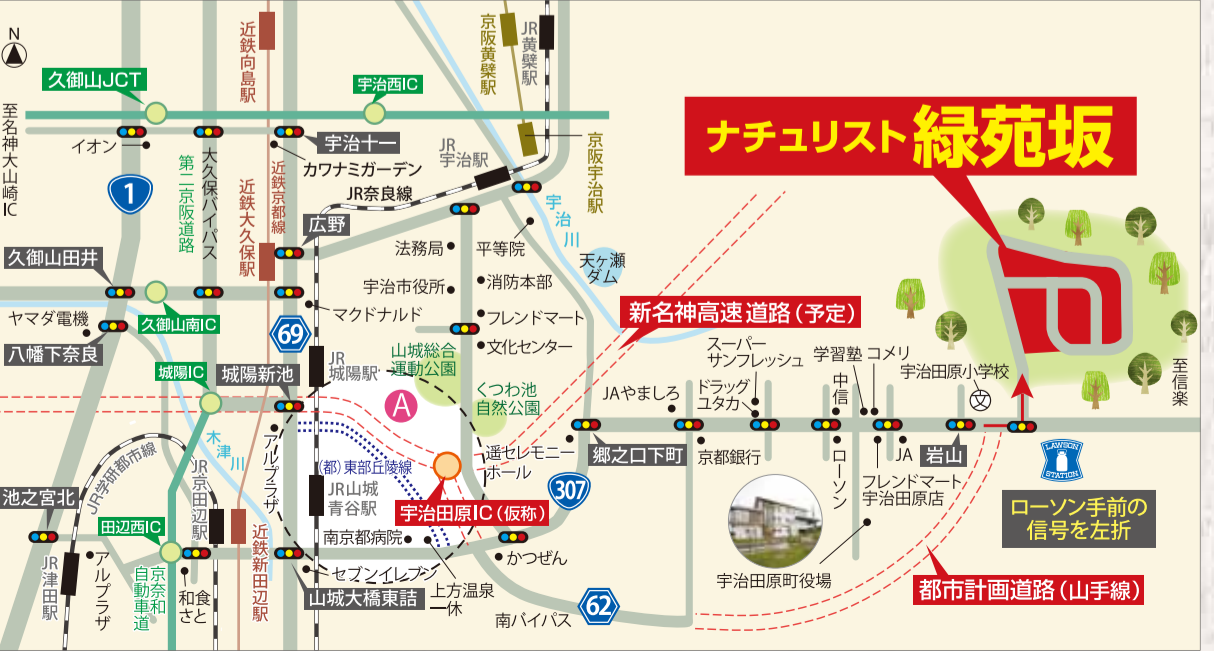 N
久御山JCT
宇治西IC
近鉄向島駅
京阪黄檗駅
JR黄檗駅
至名神大山崎IC
イオン
宇治十一
カワナミガーデン
JR
宇治駅
京阪宇治駅
ナチュリスト 緑苑坂
1
第二京阪道路
大久保バイパス
近鉄大久保駅
近鉄京都線
JR奈良線
広野
宇治川
法務局
平等院
天ヶ瀬
ダム
久御山田井
宇治市役所
消防本部
久御山南IC
マクドナルド
フレンドマート
文化センター
新名神高速道路（予定）
ヤマダ電機
八幡下奈良
69
JR
城陽駅
山城総合
運動公園
くつわ池
自然公園
城陽IC
城陽新池
A
スーパー
サンフレッシュ
学習塾
コメリ
宇治田原小学校
文
至信楽
JAやましろ
ドラッグ
ユタカ
中信
木津川
アルプラザ
(都)東部丘陵線
遥セレモニー
ホール
郷之口下町
京都銀行
ローソン
JA
岩山
フレンドマート
宇治田原店
LAWSON
STATION
ローソン手前の
信号を左折
JR学研都市線
JR京田辺駅
JR山城
青谷駅
宇治田原IC（仮称）
307
池之宮北
田辺西IC
近鉄新田辺駅
南京都病院
かつぜん
宇治田原町役場
都市計画道路（山手線）
JR津田駅
アルプラザ
京奈和
自動車道
和食
さと
セブンイレブン
山城大橋東詰
上方温泉
一休
南バイパス
62